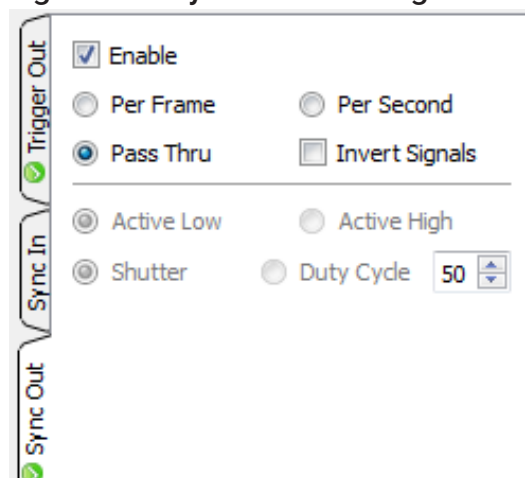 Trigger Out
Enable
Per Frame
Per Second
Pass Thru
Invert Signals
Sync In
Active Low
Active High
Shutter
Duty Cycle
50
Sync Out